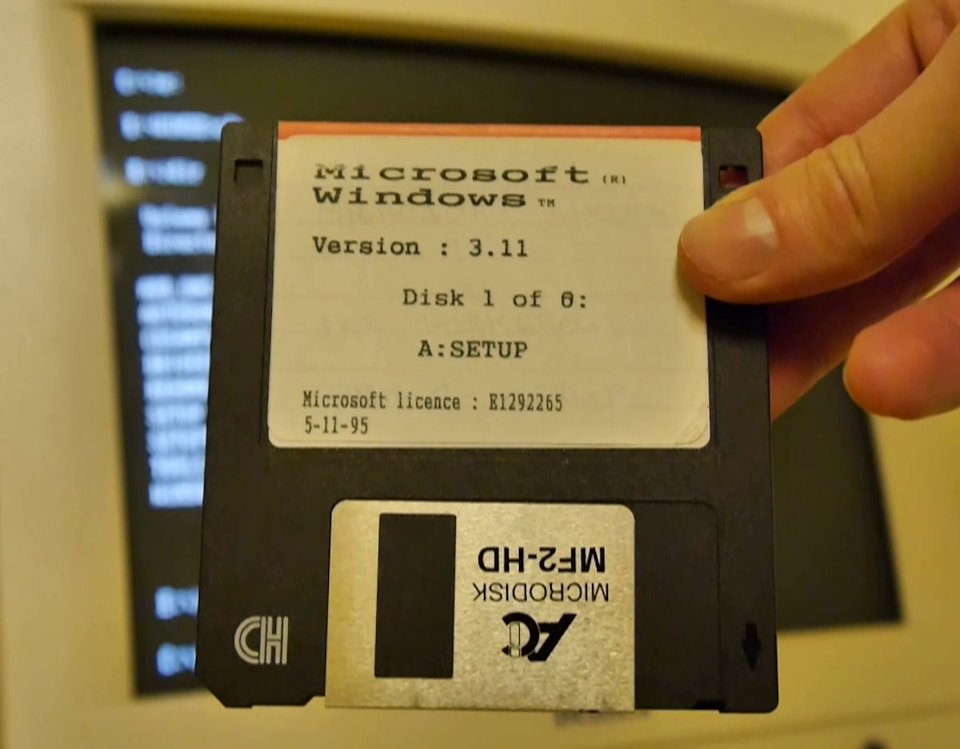 Microsoft (R)
Windows TM
Version : 3.11
Disk 1 of 6:
A:SETUP
Microsoft licence : E1292265
5-11-95
MF2-HD
MICRODISK
HD